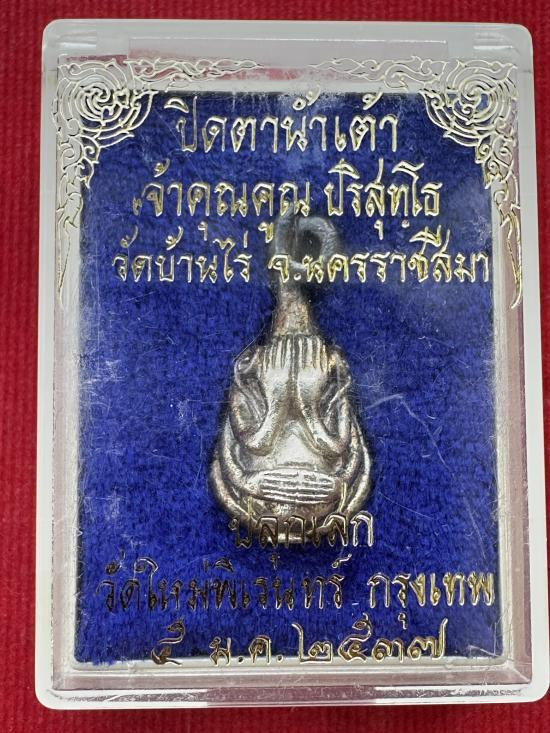 ปิดตาน้ำเต้า
เจ้าคุณคูณ ปริสุทฺโธ
วัดบ้านไร่ จ.นครราชสีมา
ปลุกเสก
วัดใหม่พิเรนทร์ กรุงเทพ
๕ ม.ค. ๒๕๓๗